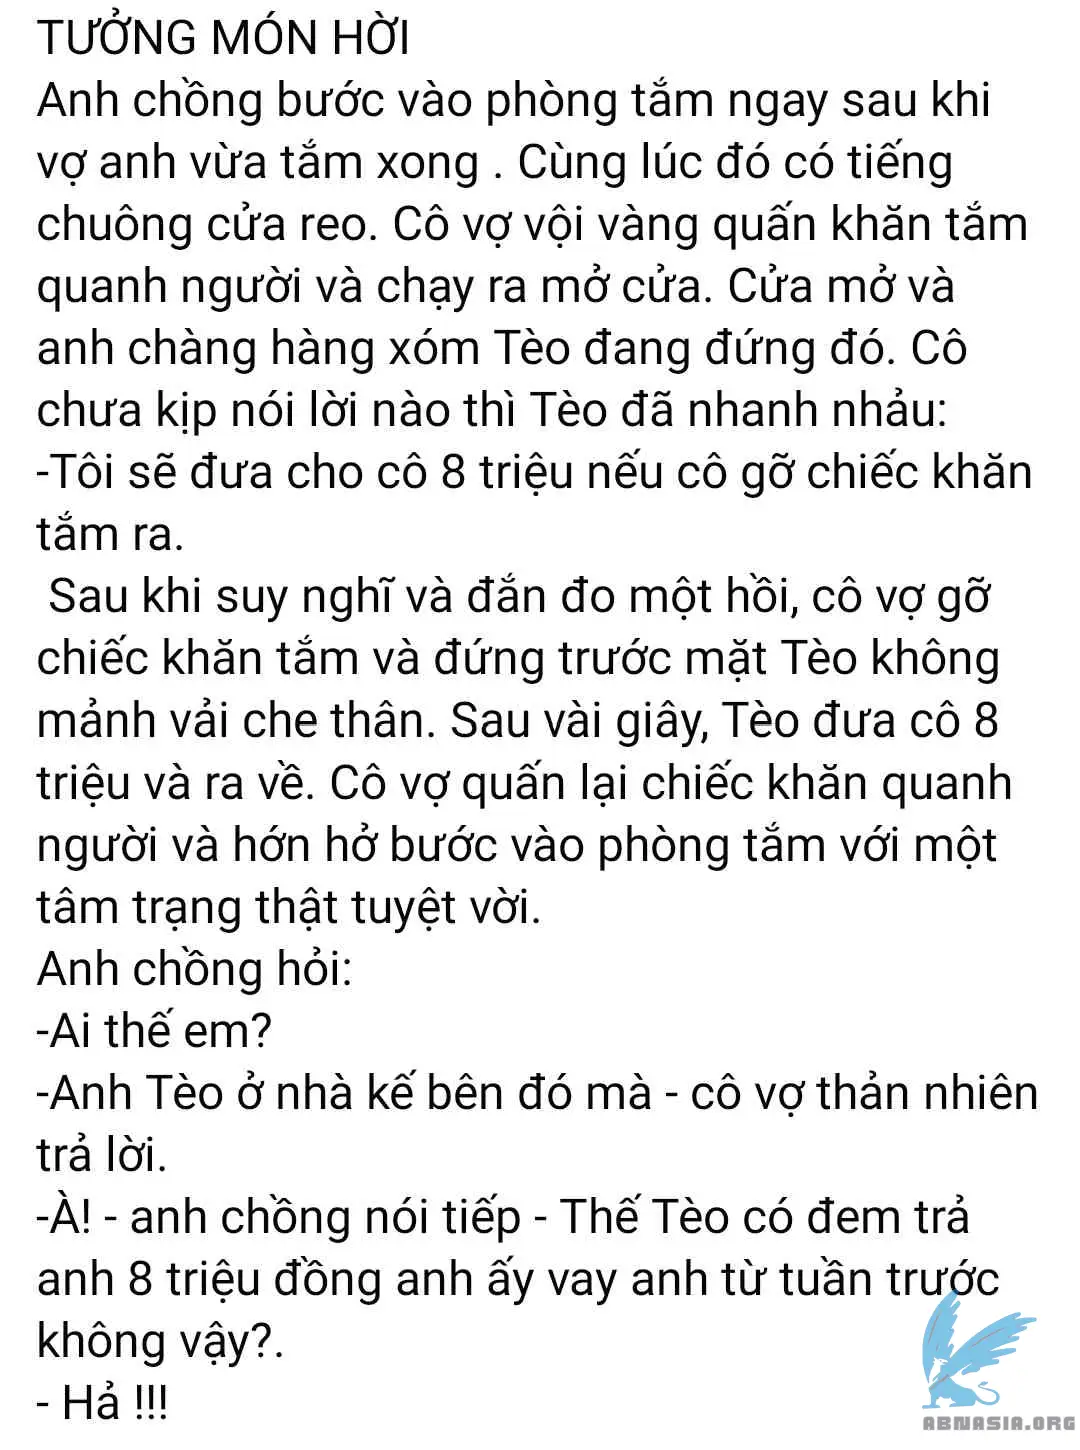 TƯỞNG MÓN HỜI
Anh chồng bước vào phòng tắm ngay sau khi
vợ anh vừa tắm xong . Cùng lúc đó có tiếng
chuông cửa reo. Cô vợ vội vàng quấn khăn tắm
quanh người và chạy ra mở cửa. Cửa mở và
anh chàng hàng xóm Tèo đang đứng đó. Cô
chưa kịp nói lời nào thì Tèo đã nhanh nhảu:
-Tôi sẽ đưa cho cô 8 triệu nếu cô gỡ chiếc khăn
tắm ra.
Sau khi suy nghĩ và đắn đo một hồi, cô vợ gỡ
chiếc khăn tắm và đứng trước mặt Tèo không
mảnh vải che thân. Sau vài giây, Tèo đưa cô 8
triệu và ra về. Cô vợ quấn lại chiếc khăn quanh
người và hớn hở bước vào phòng tắm với một
tâm trạng thật tuyệt vời.
Anh chồng hỏi:
-Ai thế em?
-Anh Tèo ở nhà kế bên đó mà - cô vợ thản nhiên
trả lời.
-À! - anh chồng nói tiếp - Thế Tèo có đem trả
anh 8 triệu đồng anh ấy vay anh từ tuần trước
không vậy?.
- Hả !!!
ABNASIA.ORG